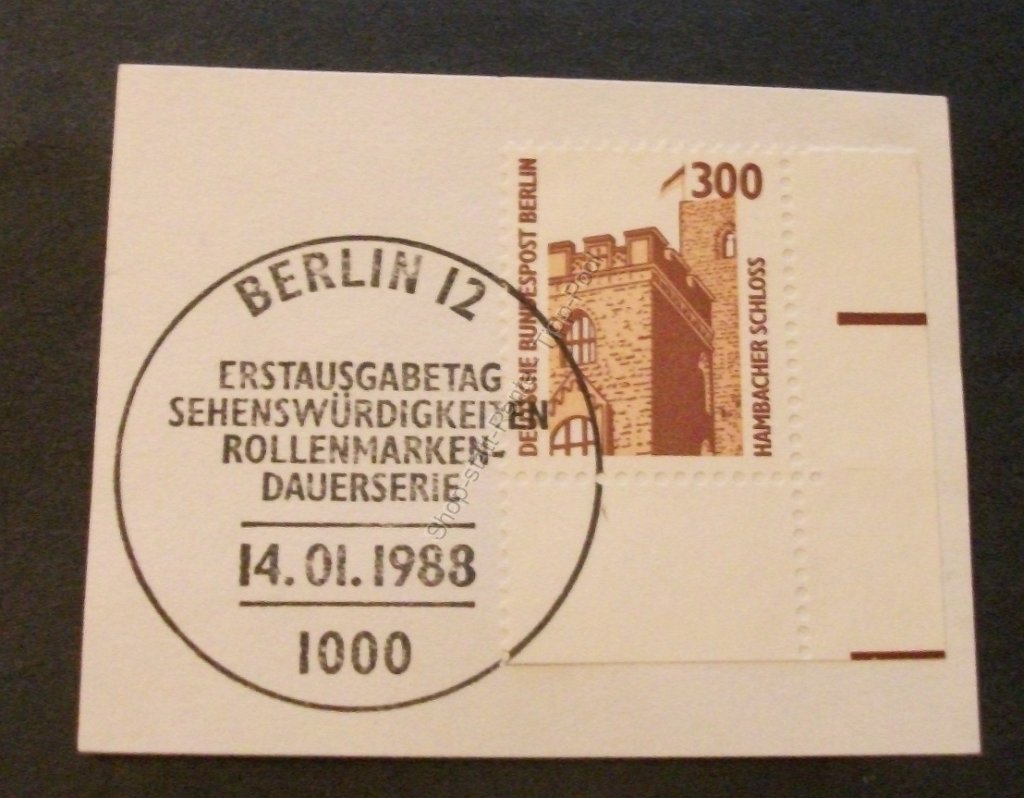 BERLIN 12
ERSTAUSGABETAG
SEHENSWÜRDIGKEITEN
ROLLENMARKEN-
DAUERSERIE
14.01.1988
1000
DEUTSCHE BUNDESPOST BERLIN
300
HAMBACHER SCHLOSS